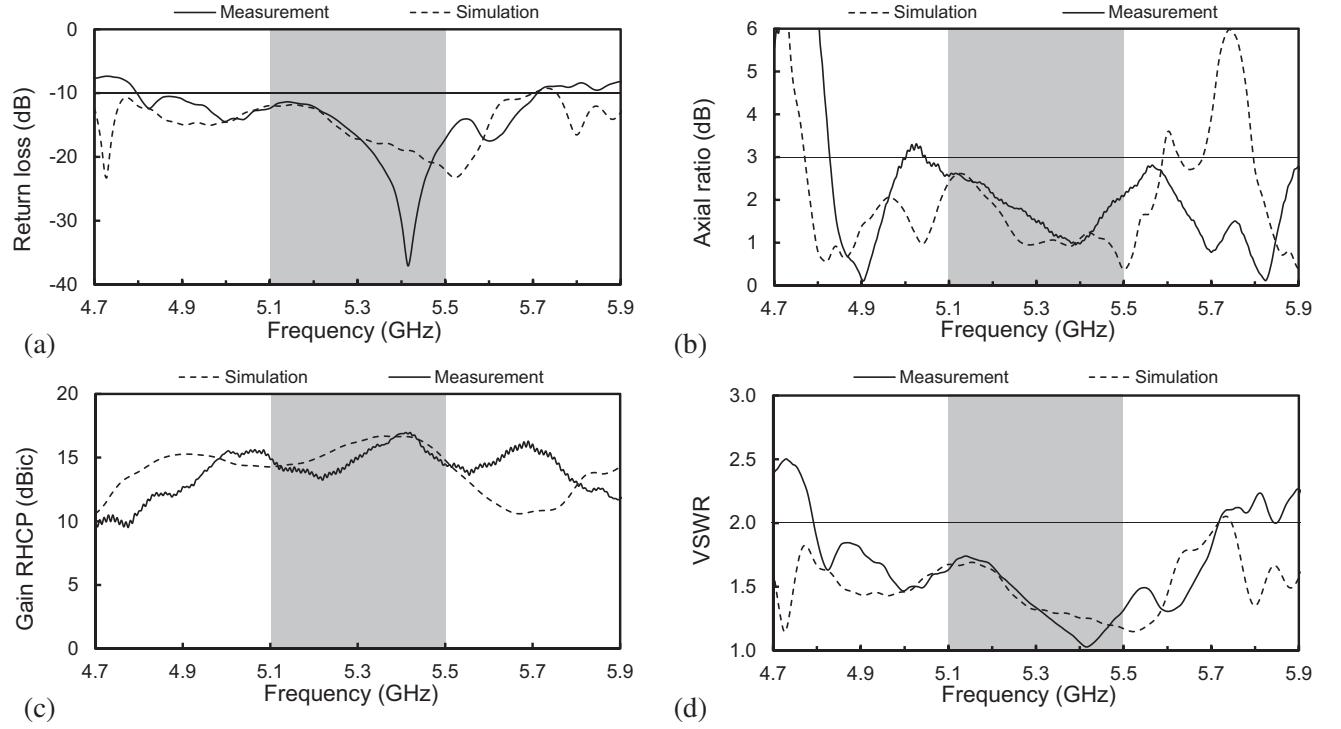 Measurement Simulation
0
-10
-20
-30
-40
Return loss (dB)
4.7 4.9 5.1 5.3 5.5 5.7 5.9
Frequency (GHz)
(a)
Simulation Measurement
6
5
4
3
2
1
0
Axial ratio (dB)
4.7 4.9 5.1 5.3 5.5 5.7 5.9
Frequency (GHz)
(b)
Simulation Measurement
20
15
10
5
0
Gain RHCP (dBic)
4.7 4.9 5.1 5.3 5.5 5.7 5.9
Frequency (GHz)
(c)
Measurement Simulation
3.0
2.5
2.0
1.5
1.0
VSWR
4.7 4.9 5.1 5.3 5.5 5.7 5.9
Frequency (GHz)
(d)